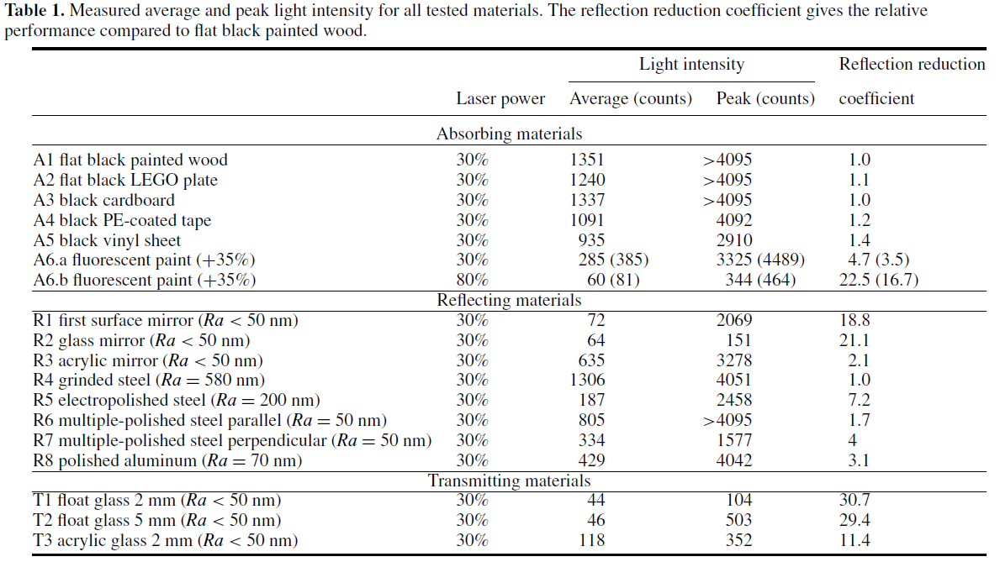 Table 1. Measured average and peak light intensity for all tested materials. The reflection reduction coefficient gives the relative
performance compared to flat black painted wood.
Light intensity Reflection reduction
Laser power Average (counts) Peak (counts) coefficient
Absorbing materials
A1 flat black painted wood 30% 1351 >4095 1.0
A2 flat black LEGO plate 30% 1240 >4095 1.1
A3 black cardboard 30% 1337 >4095 1.0
A4 black PE-coated tape 30% 1091 4092 1.2
A5 black vinyl sheet 30% 935 2910 1.4
A6.a fluorescent paint (+35%) 30% 285 (385) 3325 (4489) 4.7 (3.5)
A6.b fluorescent paint (+35%) 80% 60 (81) 344 (464) 22.5 (16.7)
Reflecting materials
R1 first surface mirror (Ra < 50 nm) 30% 72 2069 18.8
R2 glass mirror (Ra < 50 nm) 30% 64 151 21.1
R3 acrylic mirror (Ra < 50 nm) 30% 635 3278 2.1
R4 grinded steel (Ra = 580 nm) 30% 1306 4051 1.0
R5 electropolished steel (Ra = 200 nm) 30% 187 2458 7.2
R6 multiple-polished steel parallel (Ra = 50 nm) 30% 805 >4095 1.7
R7 multiple-polished steel perpendicular (Ra = 50 nm) 30% 334 1577 4
R8 polished aluminum (Ra = 70 nm) 30% 429 4042 3.1
Transmitting materials
T1 float glass 2 mm (Ra < 50 nm) 30% 44 104 30.7
T2 float glass 5 mm (Ra < 50 nm) 30% 46 503 29.4
T3 acrylic glass 2 mm (Ra < 50 nm) 30% 118 352 11.4